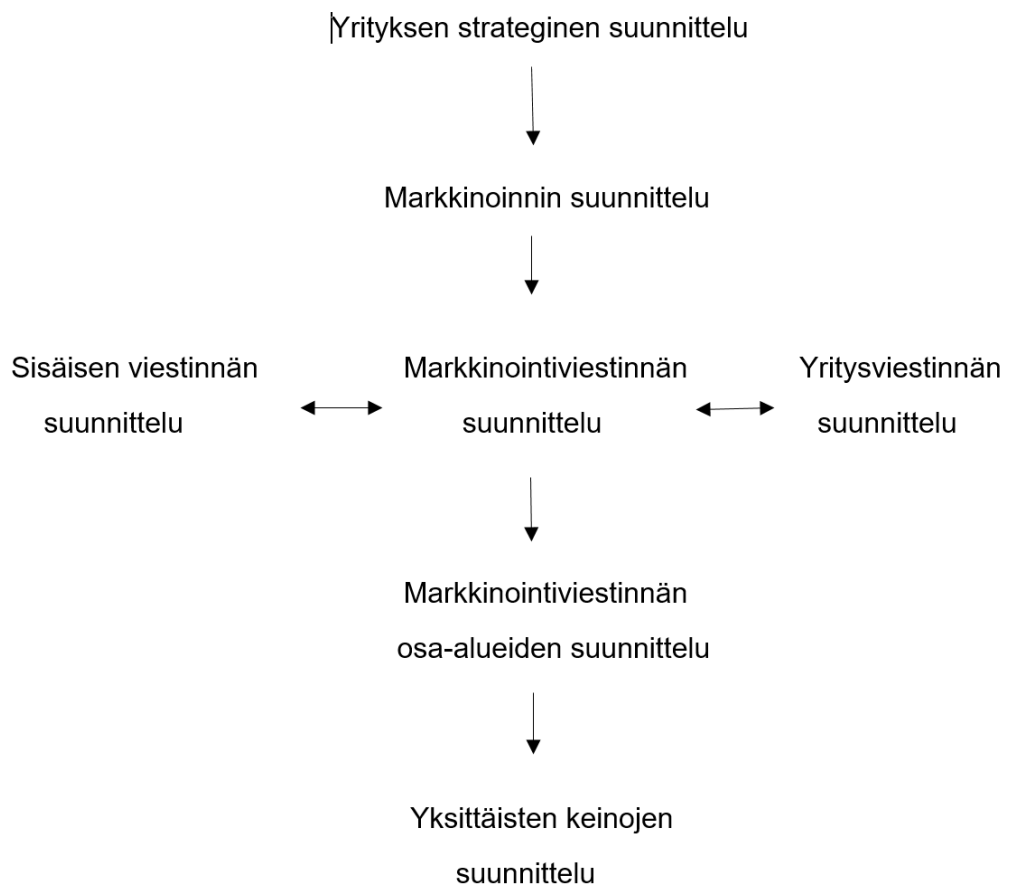 Yrityksen strateginen suunnittelu
Markkinoinnin suunnittelu
Sisäisen viestinnän
suunnittelu
Markkinointiviestinnän
suunnittelu
Yritysviestinnän
suunnittelu
Markkinointiviestinnän
osa-alueiden suunnittelu
Yksittäisten keinojen
suunnittelu